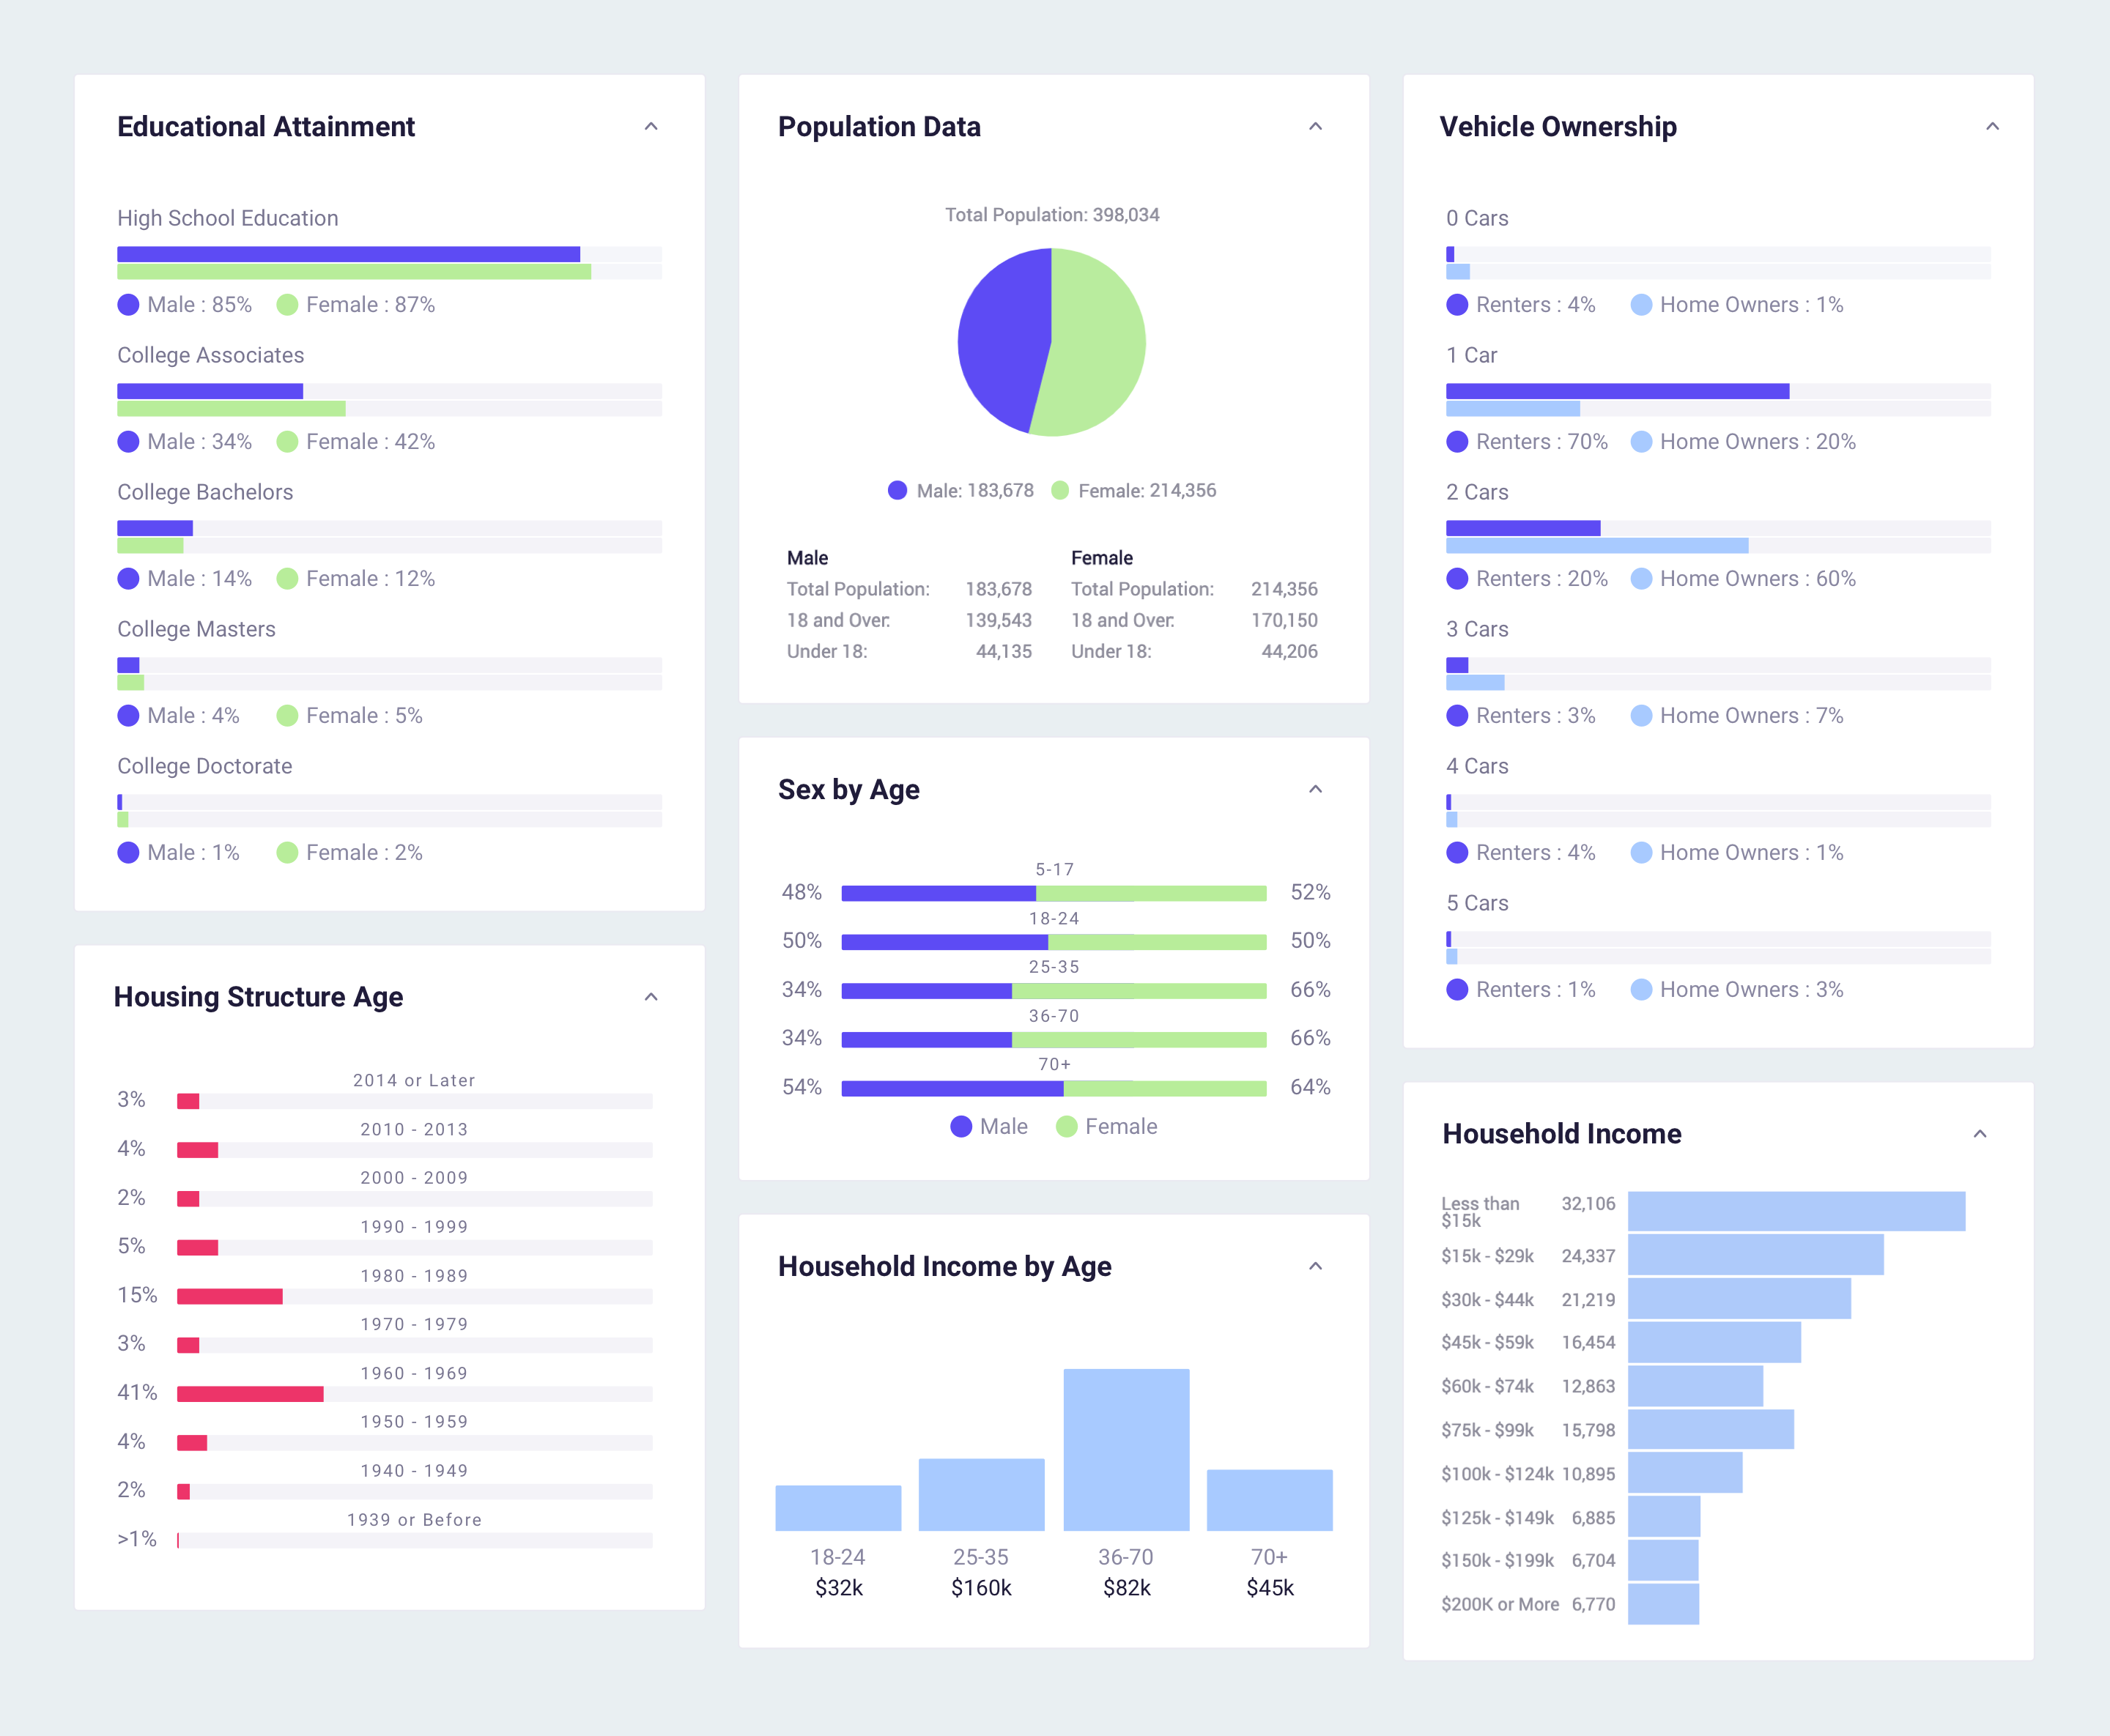 Educational Attainment
High School Education
Male : 85% Female : 87%
College Associates
Male : 34% Female : 42%
College Bachelors
Male : 14% Female : 12%
College Masters
Male : 4% Female : 5%
College Doctorate
Male : 1% Female : 2%
Housing Structure Age
2014 or Later
3%
2010 - 2013
4%
2000 - 2009
2%
1990 - 1999
5%
1980 - 1989
15%
1970 - 1979
3%
1960 - 1969
41%
1950 - 1959
4%
1940 - 1949
2%
1939 or Before
>1%
Population Data
Total Population: 398,034
Male: 183,678 Female: 214,356
Male Female
Total Population: 183,678 Total Population: 214,356
18 and Over: 139,543 18 and Over: 170,150
Under 18: 44,135 Under 18: 44,206
Sex by Age
5-17
48% 52%
18-24
50% 50%
25-35
34% 66%
36-70
34% 66%
70+
54% 64%
Male Female
Household Income by Age
18-24 25-35 36-70 70+
$32k $160k $82k $45k
Vehicle Ownership
0 Cars
Renters : 4% Home Owners : 1%
1 Car
Renters : 70% Home Owners : 20%
2 Cars
Renters : 20% Home Owners : 60%
3 Cars
Renters : 3% Home Owners : 7%
4 Cars
Renters : 4% Home Owners : 1%
5 Cars
Renters : 1% Home Owners : 3%
Household Income
Less than 32,106
$15k
$15k - $29k 24,337
$30k - $44k 21,219
$45k - $59k 16,454
$60k - $74k 12,863
$75k - $99k 15,798
$100k - $124k 10,895
$125k - $149k 6,885
$150k - $199k 6,704
$200K or More 6,770